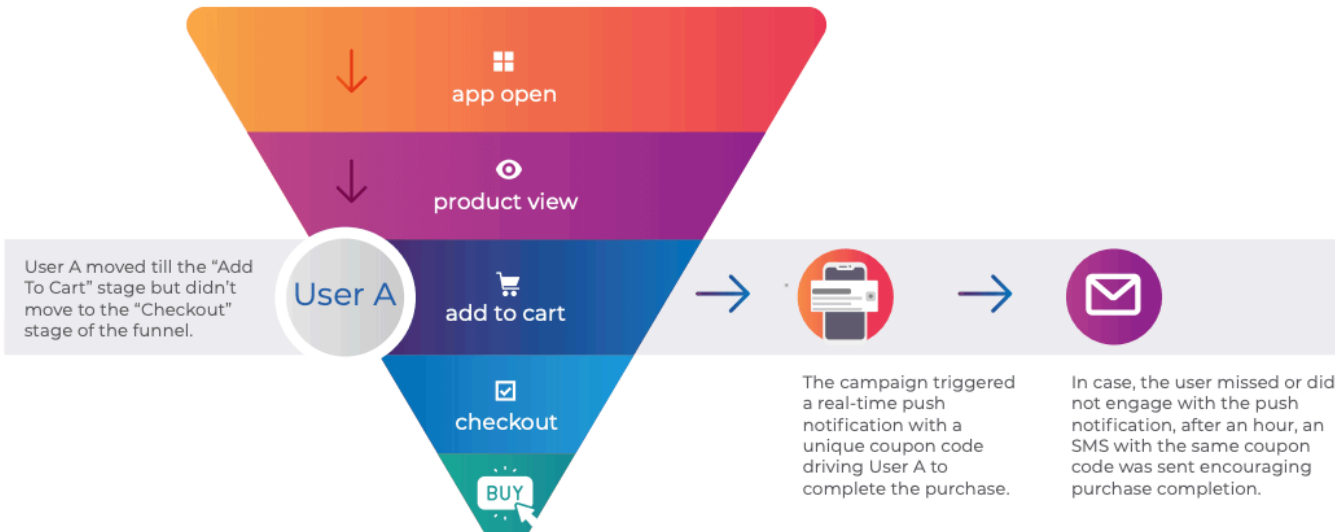 app open
product view
User A moved till the “Add
To Cart” stage but didn’t
move to the “Checkout”
stage of the funnel.
User A
add to cart
checkout
BUY
The campaign triggered
a real-time push
notification with a
unique coupon code
driving User A to
complete the purchase.
In case, the user missed or did
not engage with the push
notification, after an hour, an
SMS with the same coupon
code was sent encouraging
purchase completion.